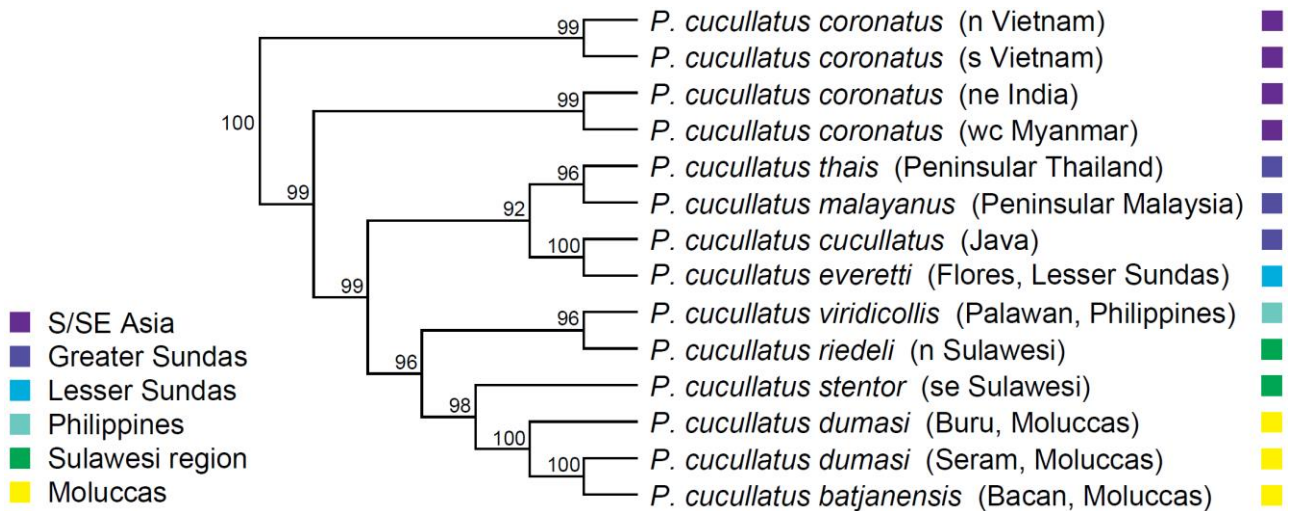 99 P. cucullatus coronatus (n Vietnam)
P. cucullatus coronatus (s Vietnam)
99 P. cucullatus coronatus (ne India)
100
P. cucullatus coronatus (wc Myanmar)
96 P. cucullatus thais (Peninsular Thailand)
99
92
P. cucullatus malayanus (Peninsular Malaysia)
100 P. cucullatus cucullatus (Java)
99
P. cucullatus everetti (Flores, Lesser Sundas)
96 P. cucullatus viridicollis (Palawan, Philippines)
96
P. cucullatus riedeli (n Sulawesi)
98
P. cucullatus stentor (se Sulawesi)
100
P. cucullatus dumasi (Buru, Moluccas)
100 P. cucullatus dumasi (Seram, Moluccas)
P. cucullatus batjanensis (Bacan, Moluccas)
S/SE Asia
Greater Sundas
Lesser Sundas
Philippines
Sulawesi region
Moluccas